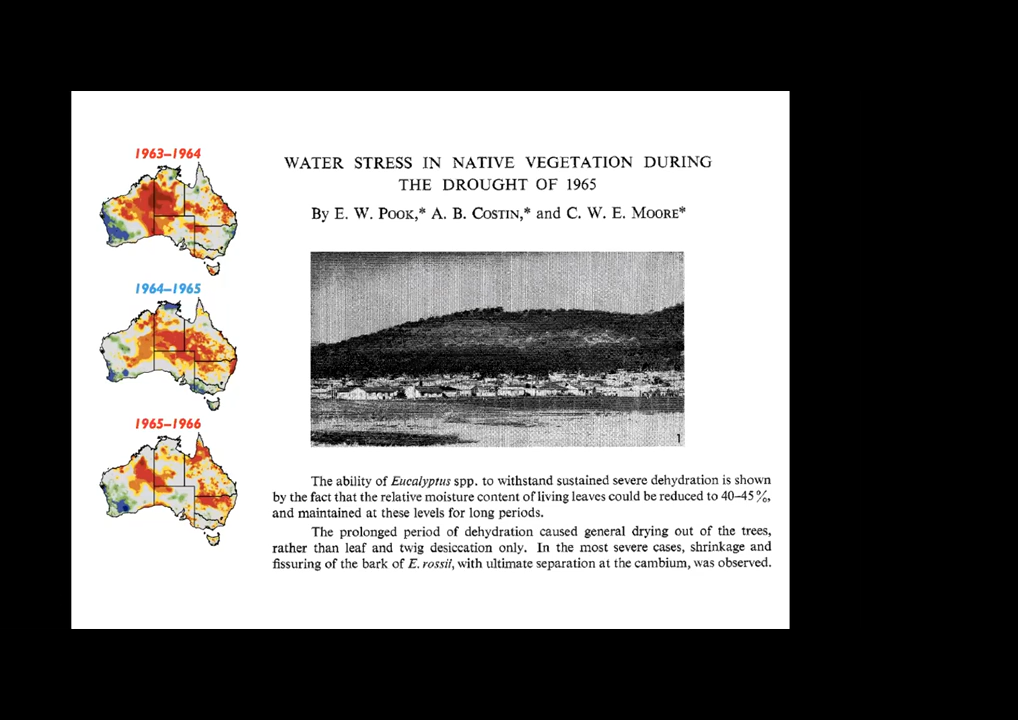 1963–1964
1964–1965
1965–1966
WATER STRESS IN NATIVE VEGETATION DURING
THE DROUGHT OF 1965
By E. W. POOK,* A. B. COSTIN,* and C. W. E. MOORE*
1
The ability of Eucalyptus spp. to withstand sustained severe dehydration is shown
by the fact that the relative moisture content of living leaves could be reduced to 40–45%,
and maintained at these levels for long periods.
The prolonged period of dehydration caused general drying out of the trees,
rather than leaf and twig desiccation only. In the most severe cases, shrinkage and
fissuring of the bark of E. rossii, with ultimate separation at the cambium, was observed.